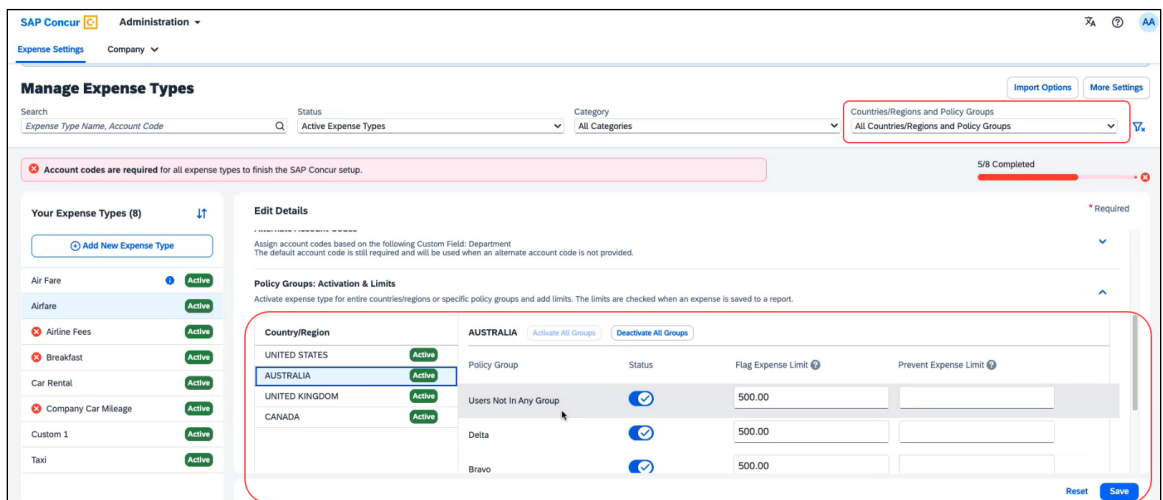 SAP Concur C Administration
AA
Expense Settings Company
Manage Expense Types
Import Options More Settings
Search Status Category Countries/Regions and Policy Groups
Expense Type Name, Account Code Active Expense Types All Categories All Countries/Regions and Policy Groups
Account codes are required for all expense types to finish the SAP Concur setup.
5/8 Completed
Your Expense Types (8)
Add New Expense Type
Air Fare Active
Airfare Active
Airline Fees Active
Breakfast Active
Car Rental Active
Company Car Mileage Active
Custom 1 Active
Taxi Active
Edit Details
* Required
Alternate Account Codes
Assign account codes based on the following Custom Field: Department
The default account code is still required and will be used when an alternate account code is not provided.
Policy Groups: Activation & Limits
Activate expense type for entire countries/regions or specific policy groups and add limits. The limits are checked when an expense is saved to a report.
Country/Region
UNITED STATES Active
AUSTRALIA Active
UNITED KINGDOM Active
CANADA Active
AUSTRALIA Activate All Groups Deactivate All Groups
Policy Group Status Flag Expense Limit Prevent Expense Limit
Users Not In Any Group 500.00
Delta 500.00
Bravo 500.00
Reset Save